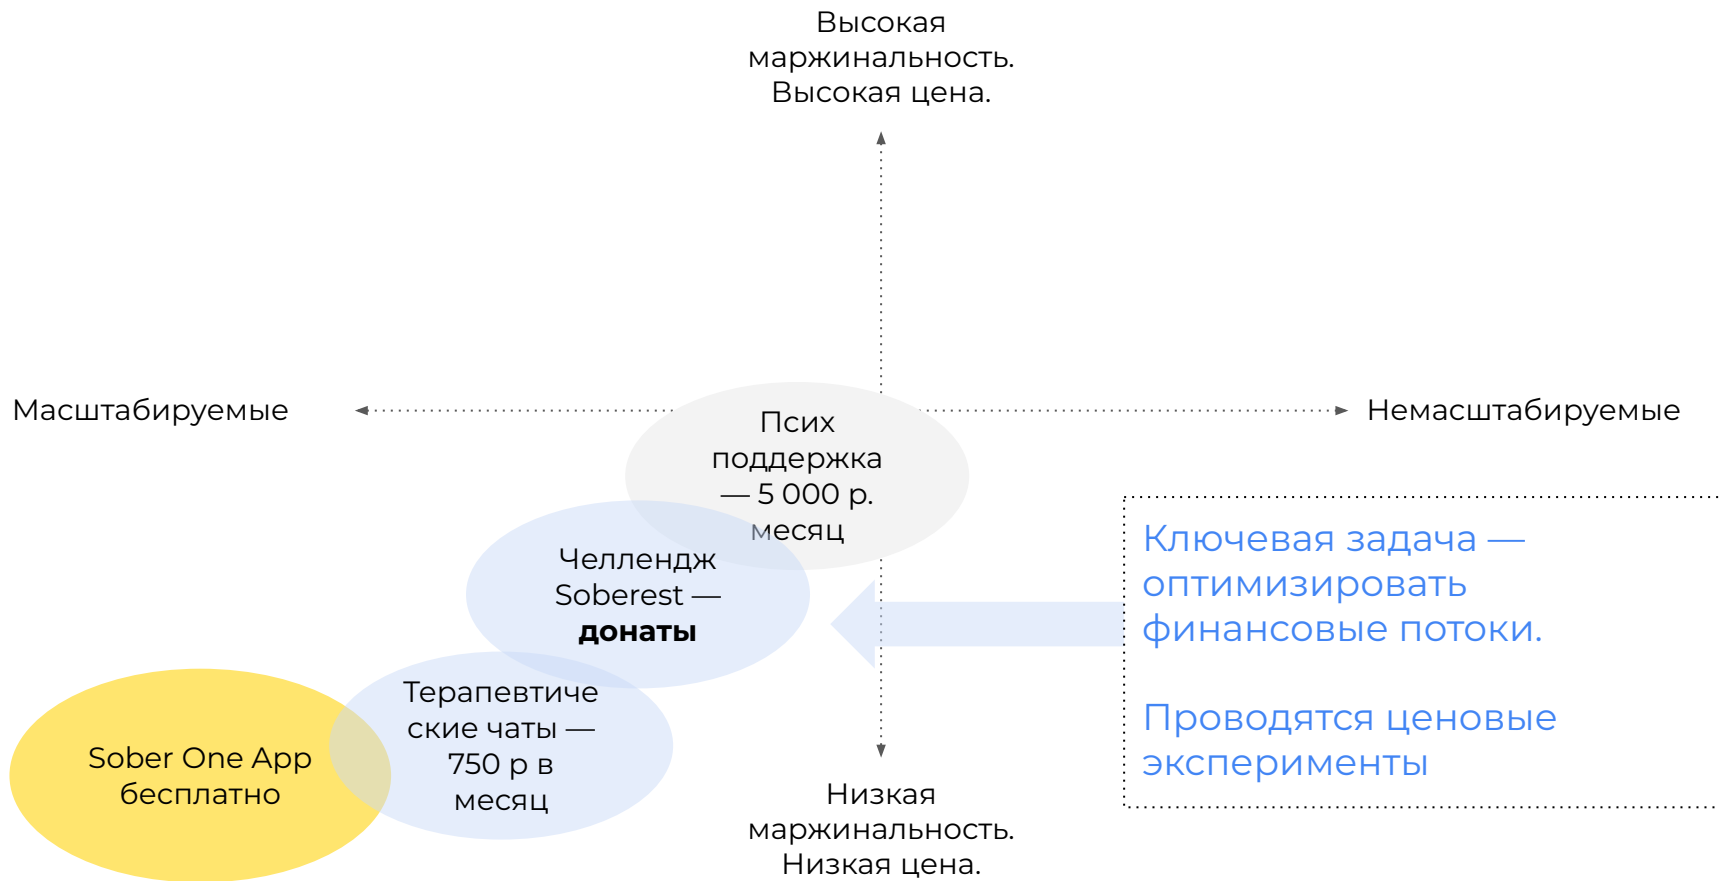 Высокая
маржинальность.
Высокая цена.
Масштабируемые
Немасштабируемые
Псих
поддержка
— 5 000 р.
месяц
Челлендж
Soberest —
донаты
Терапевтиче
ские чаты —
750 р в
месяц
Sober One App
бесплатно
Ключевая задача —
оптимизировать
финансовые потоки.
Проводятся ценовые
эксперименты
Низкая
маржинальность.
Низкая цена.